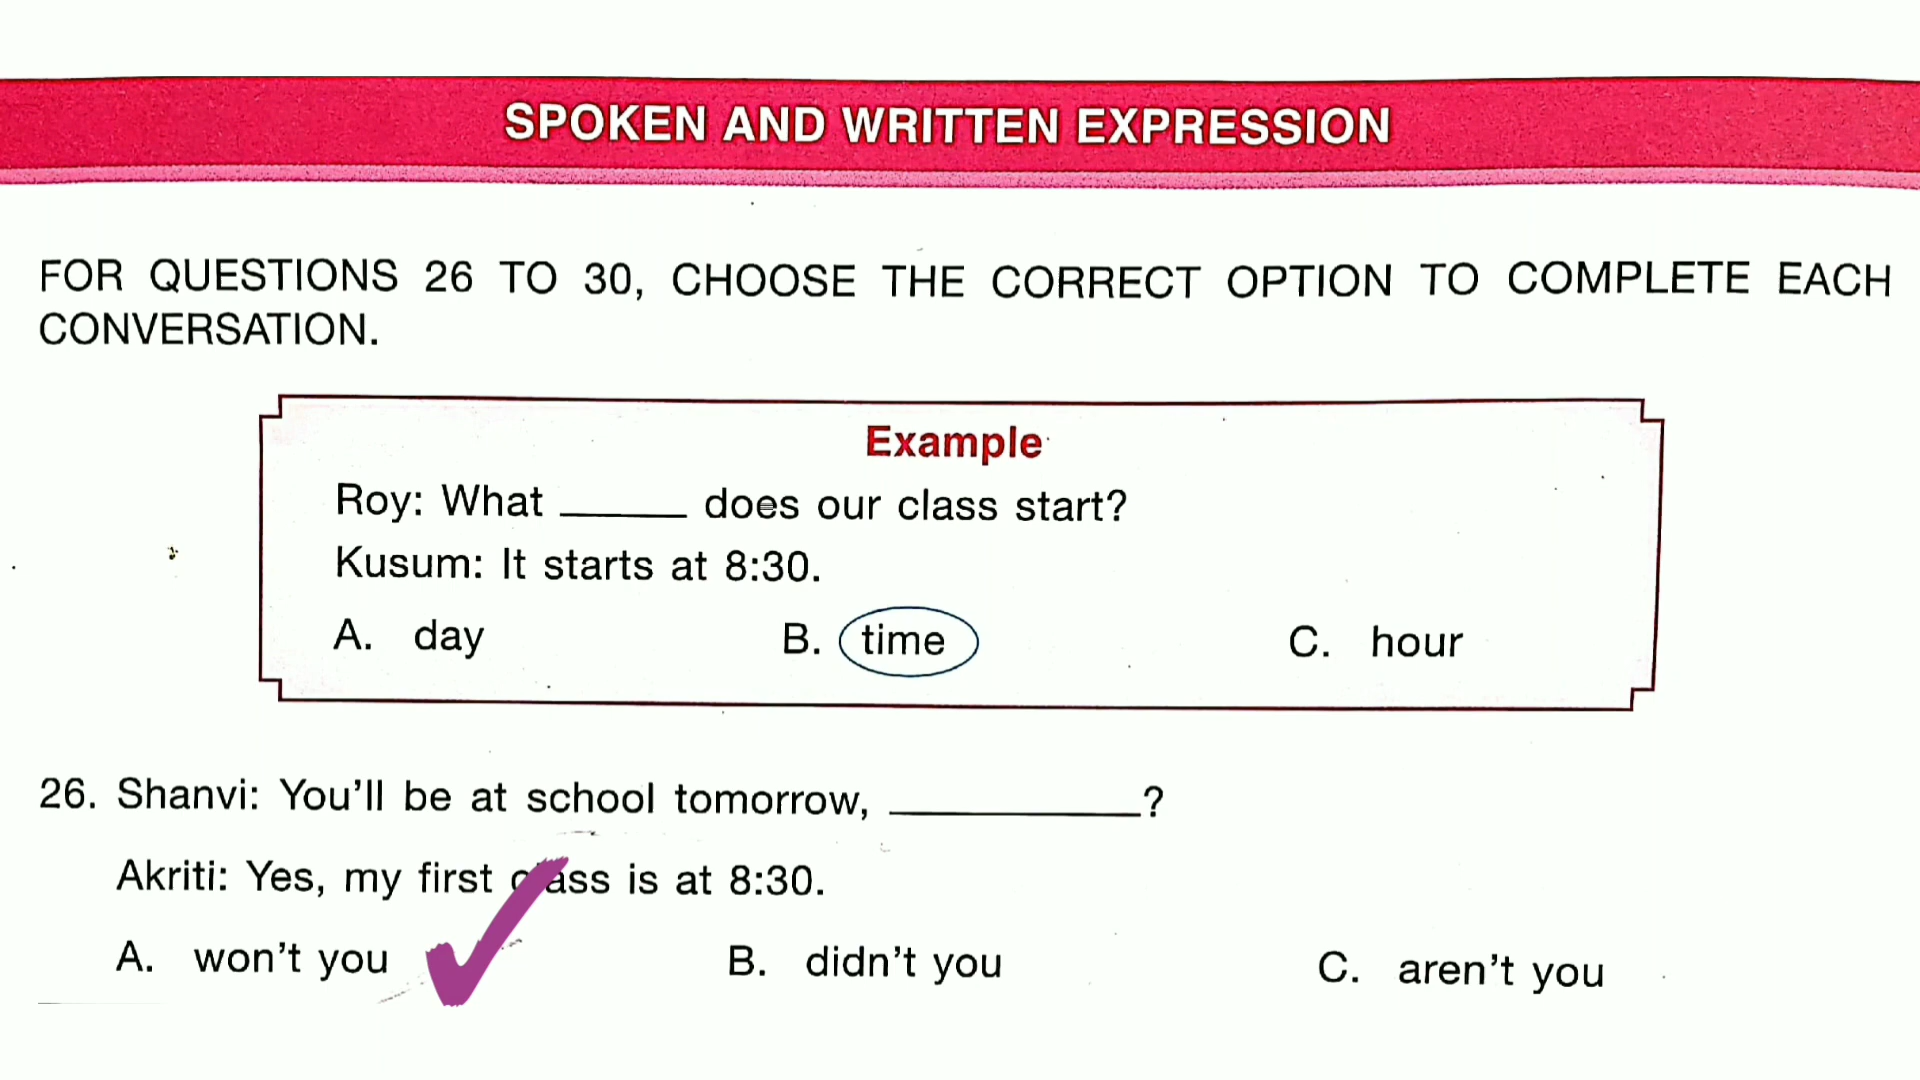 SPOKEN AND WRITTEN EXPRESSION
FOR QUESTIONS 26 TO 30, CHOOSE THE CORRECT OPTION TO COMPLETE EACH
CONVERSATION.
Example
Roy: What ______ does our class start?
Kusum: It starts at 8:30.
A. day B. time C. hour
26. Shanvi: You'll be at school tomorrow, ____________?
Akriti: Yes, my first class is at 8:30.
A. won't you B. didn't you C. aren't you